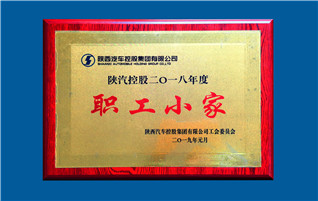 陕西汽车控股集团有限公司
SHAANXI AUTOMOBILE HOLDING GROUP CO.,LTD
陕汽控股二〇一八年度
职工小家
陕西汽车控股集团有限公司工会委员会
二〇一九年元月